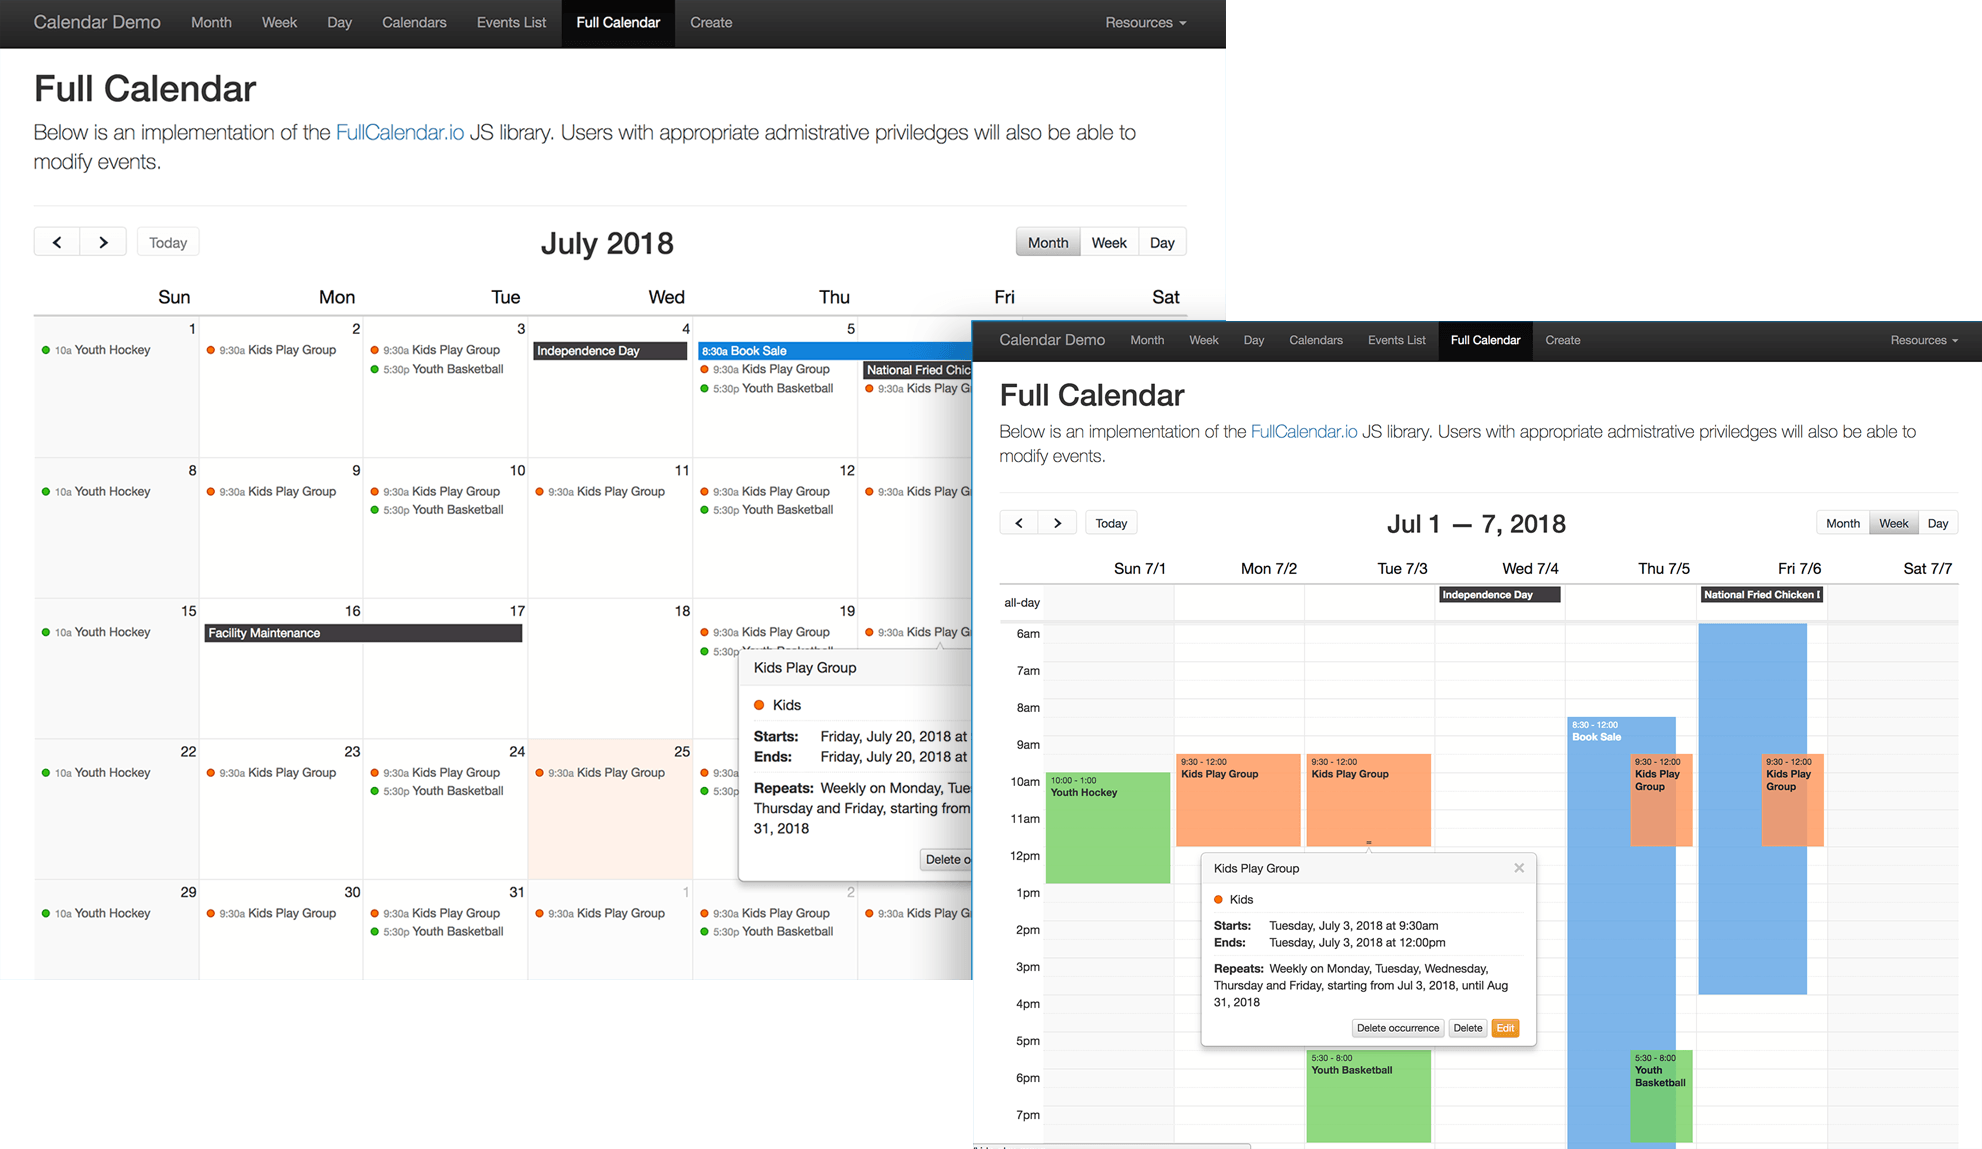 Calendar Demo Month Week Day Calendars Events List Full Calendar Create Resources
Full Calendar
Below is an implementation of the FullCalendar.io JS library. Users with appropriate admistrative priviledges will also be able to
modify events.
Today July 2018 Month Week Day
Sun Mon Tue Wed Thu Fri Sat
1 2 3 4 5
10a Youth Hockey 9:30a Kids Play Group 9:30a Kids Play Group Independence Day 8:30a Book Sale
5:30p Youth Basketball 9:30a Kids Play Group National Fried Chic
5:30p Youth Basketball 9:30a Kids Play G
8 9 10 11 12
10a Youth Hockey 9:30a Kids Play Group 9:30a Kids Play Group 9:30a Kids Play Group 9:30a Kids Play Group 9:30a Kids Play G
5:30p Youth Basketball 5:30p Youth Basketball
15 16 17 18 19
10a Youth Hockey Facility Maintenance 9:30a Kids Play Group 9:30a Kids Play G
5:30p
22 23 24 25
10a Youth Hockey 9:30a Kids Play Group 9:30a Kids Play Group 9:30a Kids Play Group 9:30a
5:30p Youth Basketball 5:30p
29 30 31 1 2
10a Youth Hockey 9:30a Kids Play Group 9:30a Kids Play Group 9:30a Kids Play Group 9:30a Kids Play Group 9:30a Kids Play G
5:30p Youth Basketball 5:30p Youth Basketball
Kids Play Group
Kids
Starts: Friday, July 20, 2018 at
Ends: Friday, July 20, 2018 at
Repeats: Weekly on Monday, Tue
Thursday and Friday, starting from
31, 2018
Delete o
Calendar Demo Month Week Day Calendars Events List Full Calendar Create Resources
Full Calendar
Below is an implementation of the FullCalendar.io JS library. Users with appropriate admistrative priviledges will also be able to
modify events.
Today Jul 1 — 7, 2018 Month Week Day
Sun 7/1 Mon 7/2 Tue 7/3 Wed 7/4 Thu 7/5 Fri 7/6 Sat 7/7
all-day Independence Day National Fried Chicken
6am
7am
8am
8:30 - 12:00
Book Sale
9am
9:30 - 12:00 9:30 - 12:00 9:30 - 12:00 9:30 - 12:00
Kids Play Group Kids Play Group Kids Play Kids Play
Group Group
10am
10:00 - 1:00
Youth Hockey
11am
12pm
1pm
2pm
3pm
4pm
5pm
5:30 - 8:00 5:30 - 8:00
Youth Basketball Youth
Basketball
6pm
7pm
Kids Play Group
Kids
Starts: Tuesday, July 3, 2018 at 9:30am
Ends: Tuesday, July 3, 2018 at 12:00pm
Repeats: Weekly on Monday, Tuesday, Wednesday,
Thursday and Friday, starting from Jul 3, 2018, until Aug
31, 2018
Delete occurrence Delete Edit